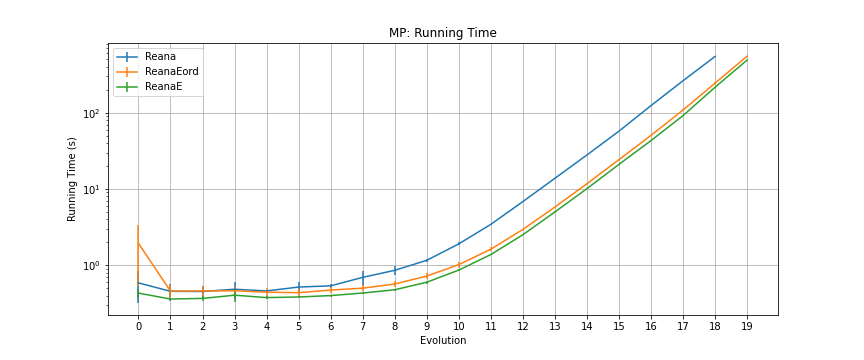 MP: Running Time
Reana
ReanaEord
ReanaE
Running Time (s)
10²
10¹
10⁰
0 1 2 3 4 5 6 7 8 9 10 11 12 13 14 15 16 17 18 19
Evolution